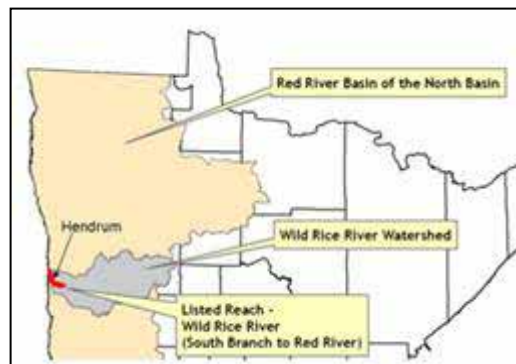 Red River Basin of the North Basin
Hendrum
Wild Rice River Watershed
Listed Reach -
Wild Rice River
(South Branch to Red River)